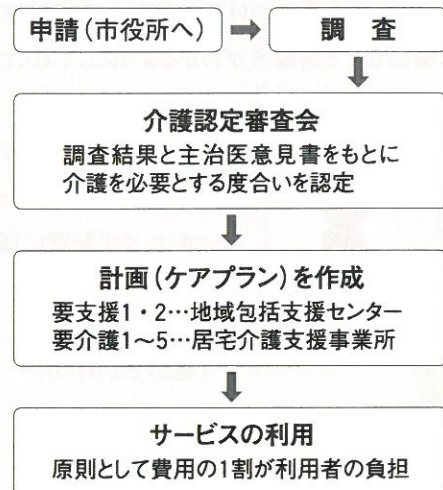 申請（市役所へ）
調 査
介護認定審査会
調査結果と主治医意見書をもとに
介護を必要とする度合いを認定
計画（ケアプラン）を作成
要支援1・2…地域包括支援センター
要介護1～5…居宅介護支援事業所
サービスの利用
原則として費用の1割が利用者の負担